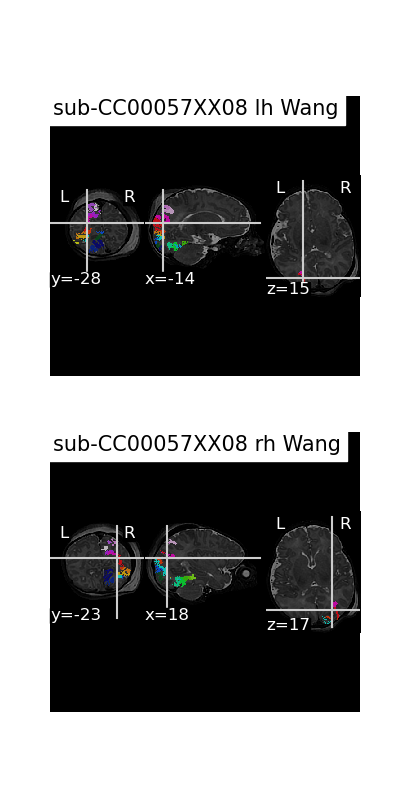 sub-CC00057XX08 lh Wang
L R
L R
y=-28
x=-14
z=15
sub-CC00057XX08 rh Wang
L R
L R
y=-23
x=18
z=17